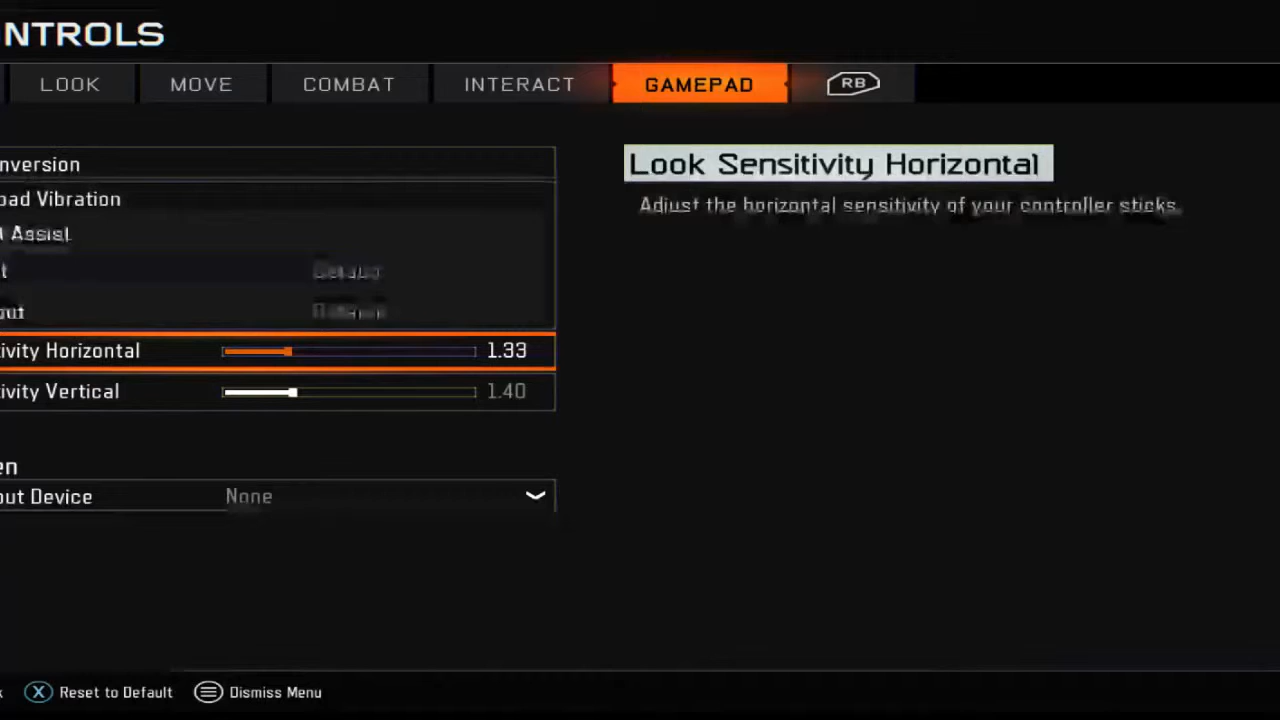 NTROLS
LOOK MOVE COMBAT INTERACT GAMEPAD RB
nversion
oad Vibration
t Assist
t
out
ivity Horizontal 1.33
ivity Vertical 1.40
en
out Device None
Look Sensitivity Horizontal
Adjust the horizontal sensitivity of your controller sticks.
k X Reset to Default Dismiss Menu